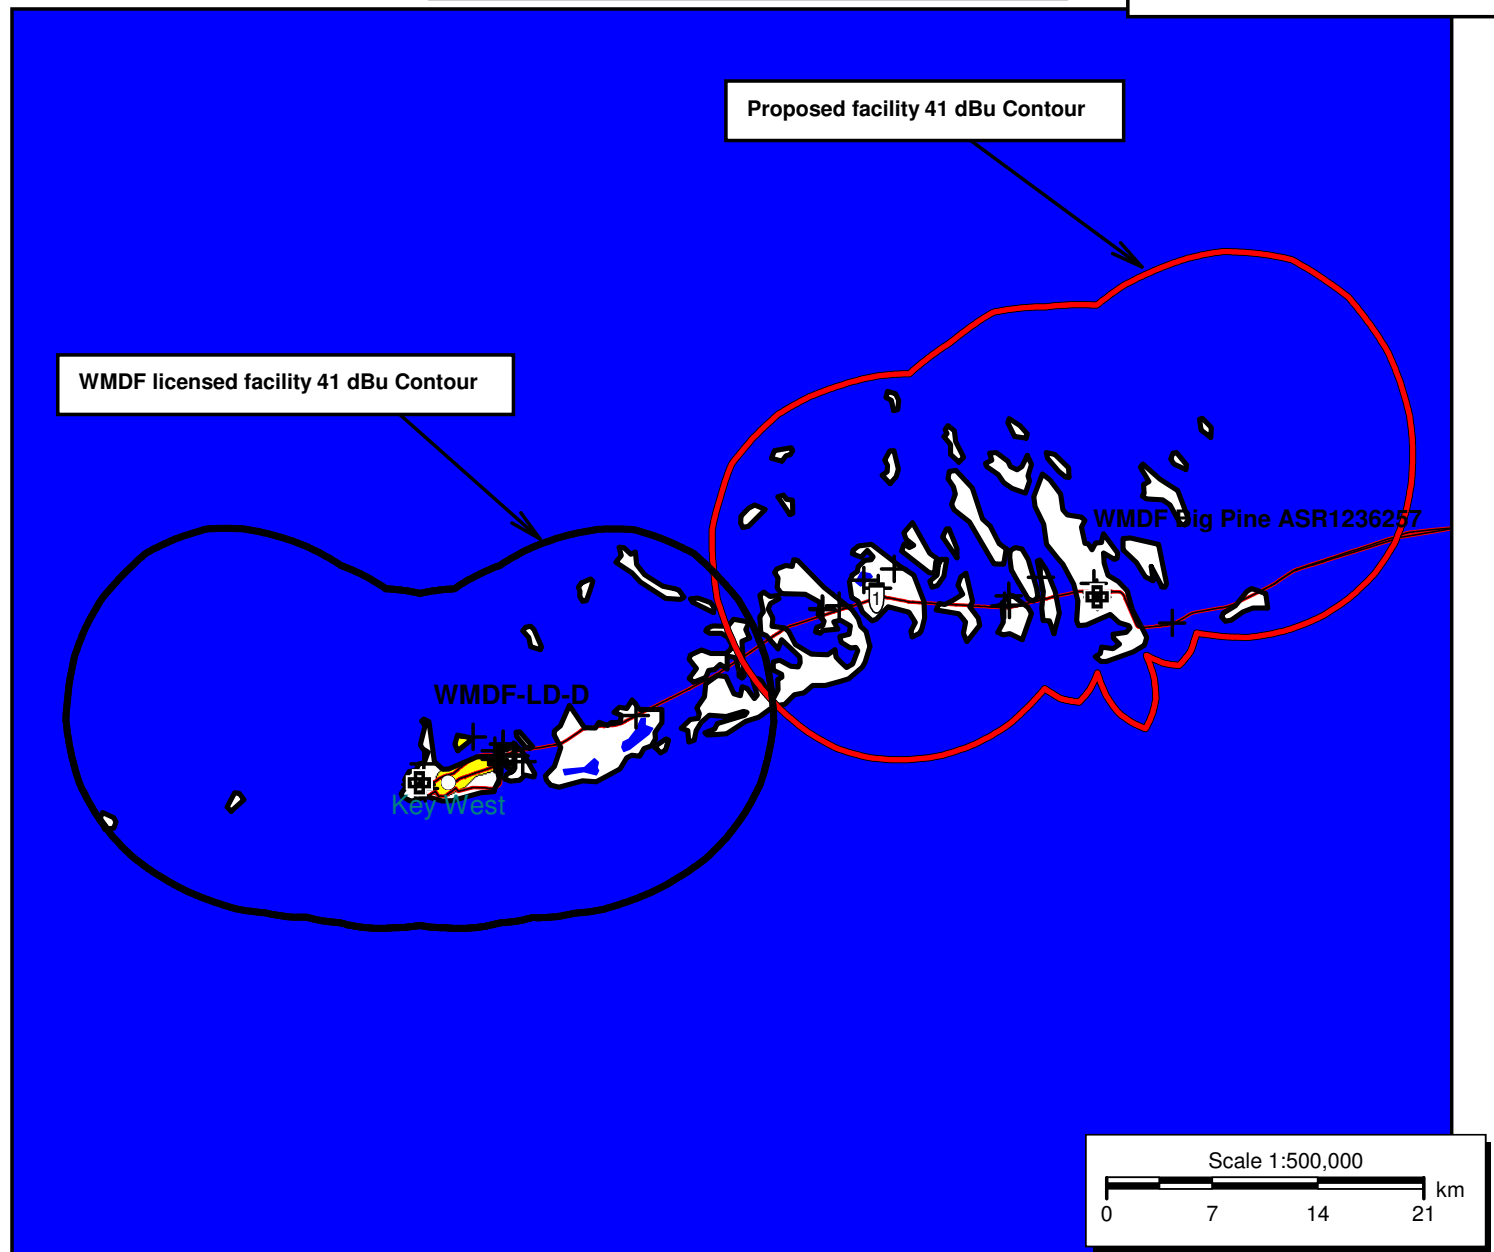 Proposed facility 41 dBu Contour
WMDF licensed facility 41 dBu Contour
WMDF Big Pine ASR1236257
1
WMDF-LD-D
Key West
Scale 1:500,000
km
0 7 14 21